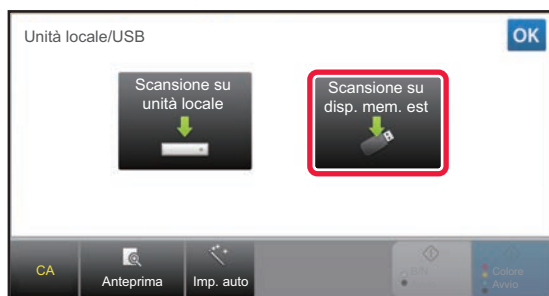 Unità locale/USB
OK
Scansione su
unità locale
Scansione su
disp. mem. est
CA
Anteprima
Imp. auto
B/N
Colore
Avvio